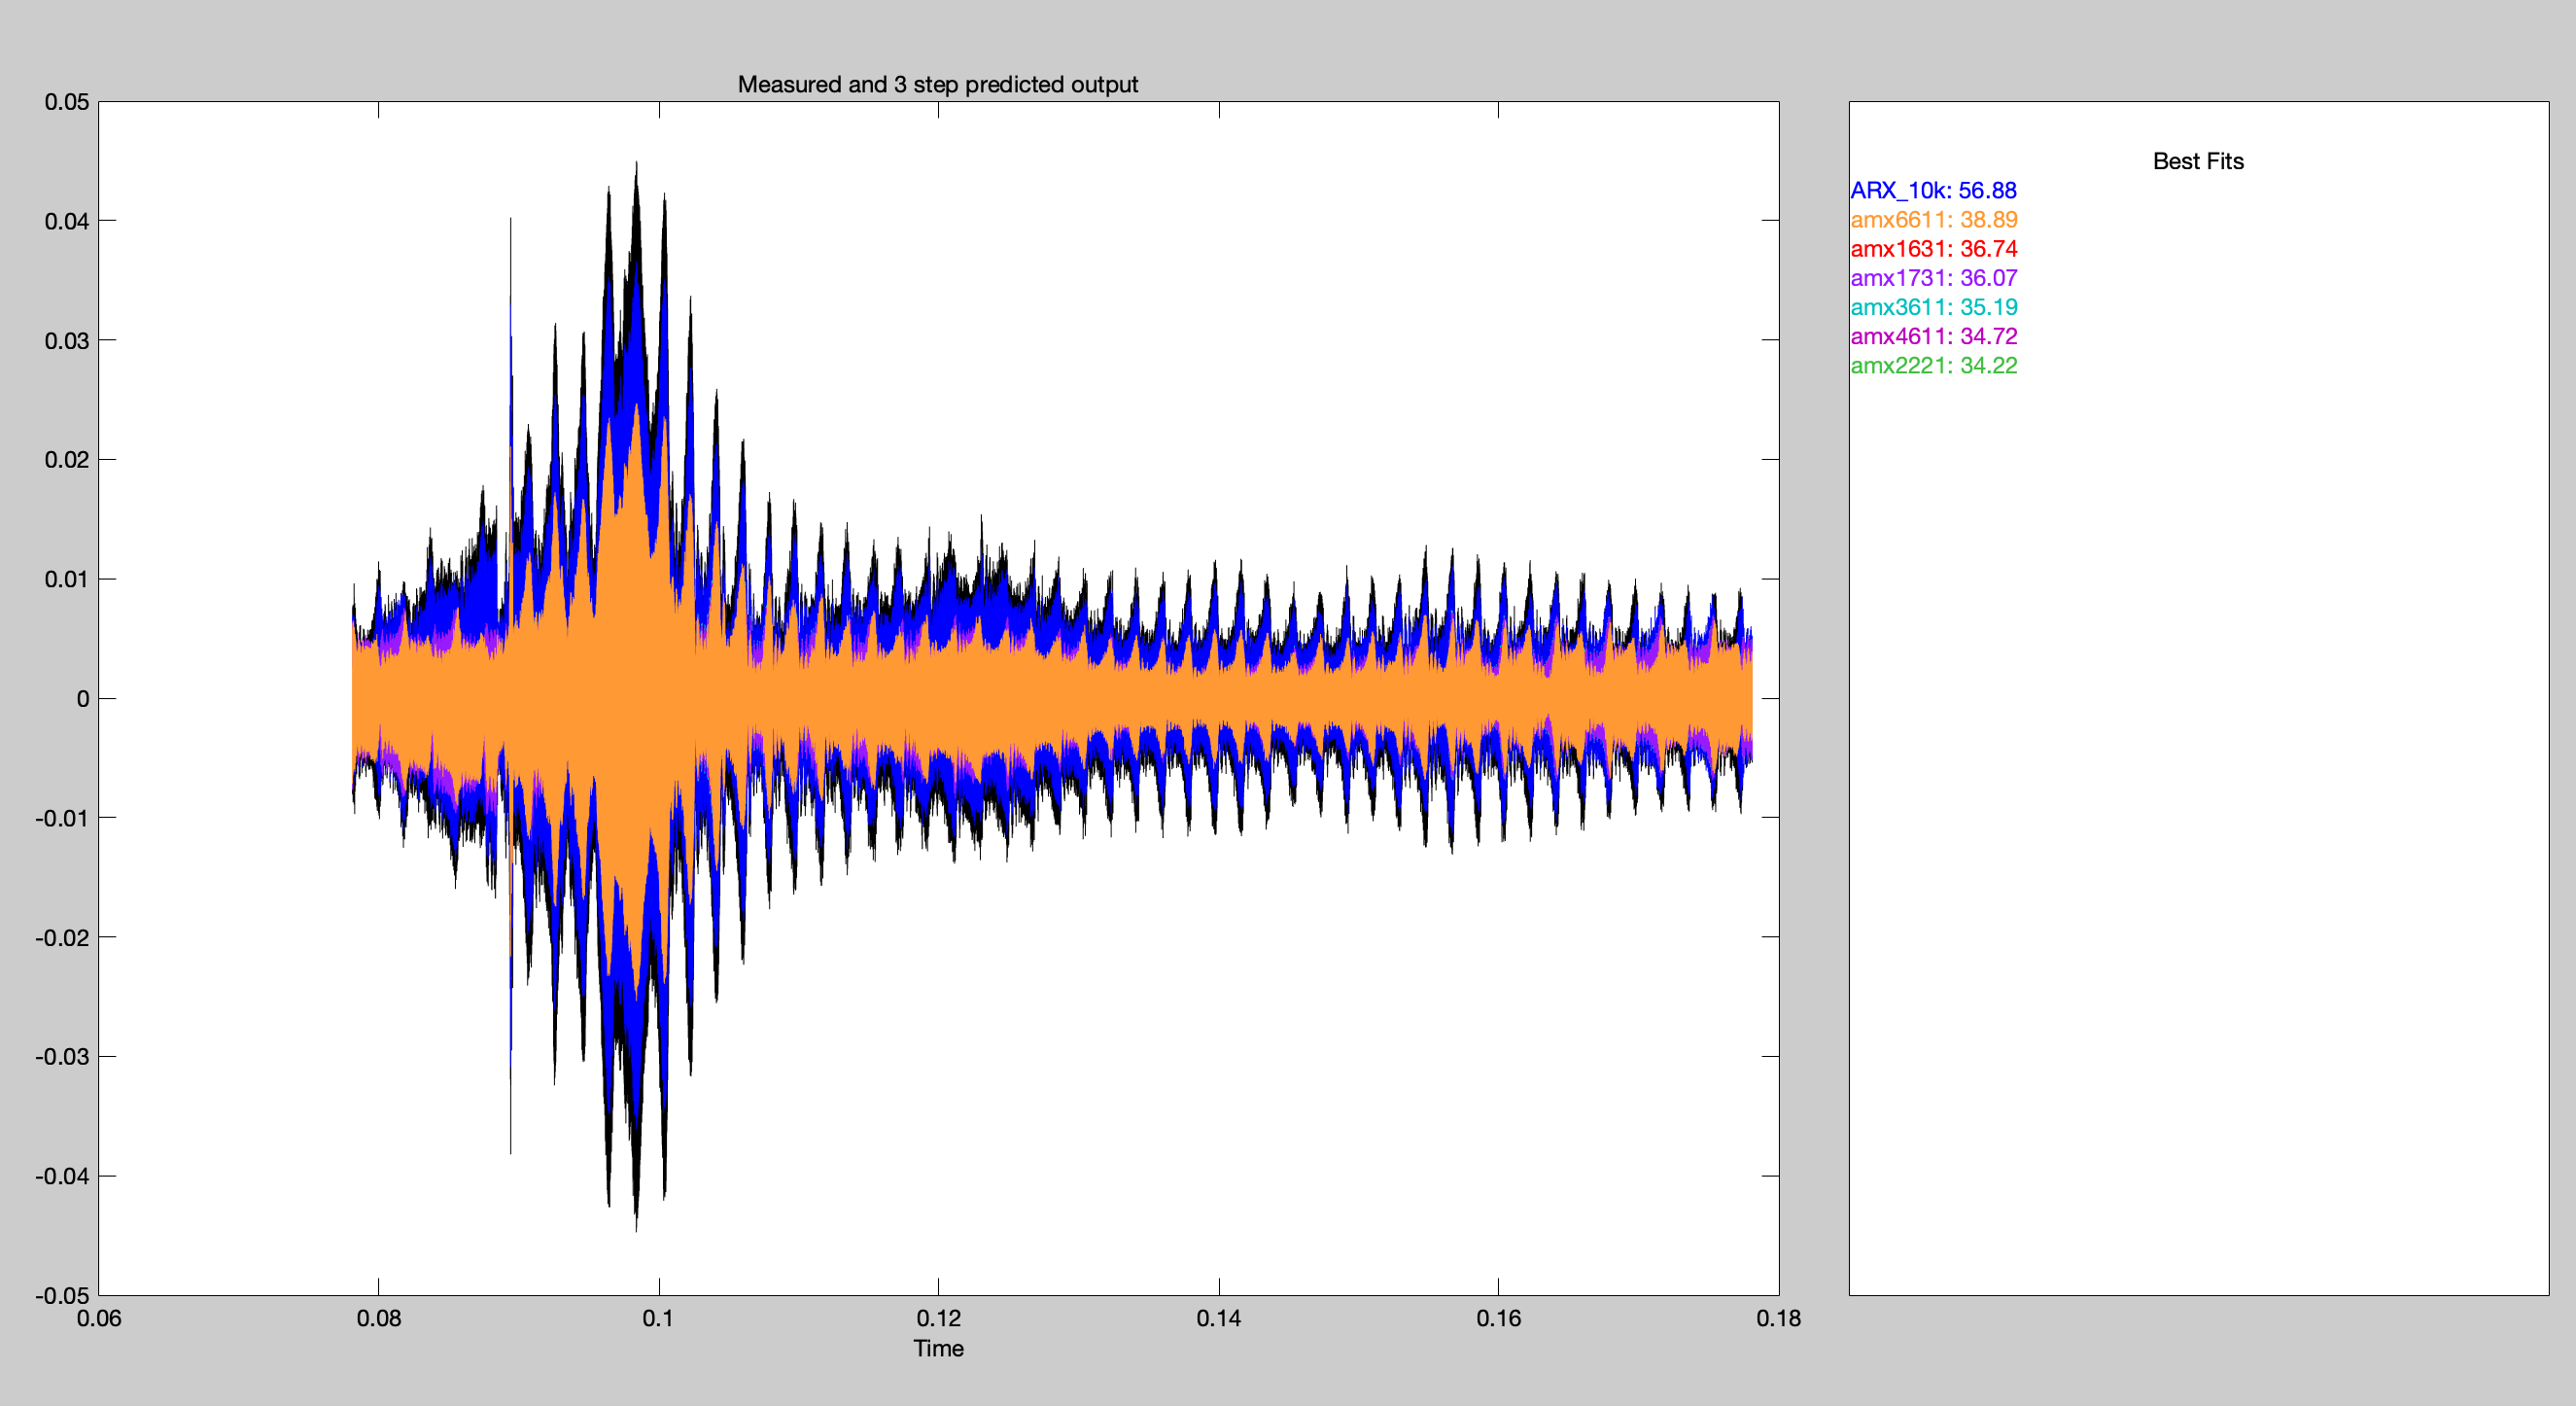 Measured and 3 step predicted output
0.05
0.04
0.03
0.02
0.01
0
-0.01
-0.02
-0.03
-0.04
-0.05
0.06 0.08 0.1 0.12 0.14 0.16 0.18
Time
Best Fits
ARX_10k: 56.88
amx6611: 38.89
amx1631: 36.74
amx1731: 36.07
amx3611: 35.19
amx4611: 34.72
amx2221: 34.22